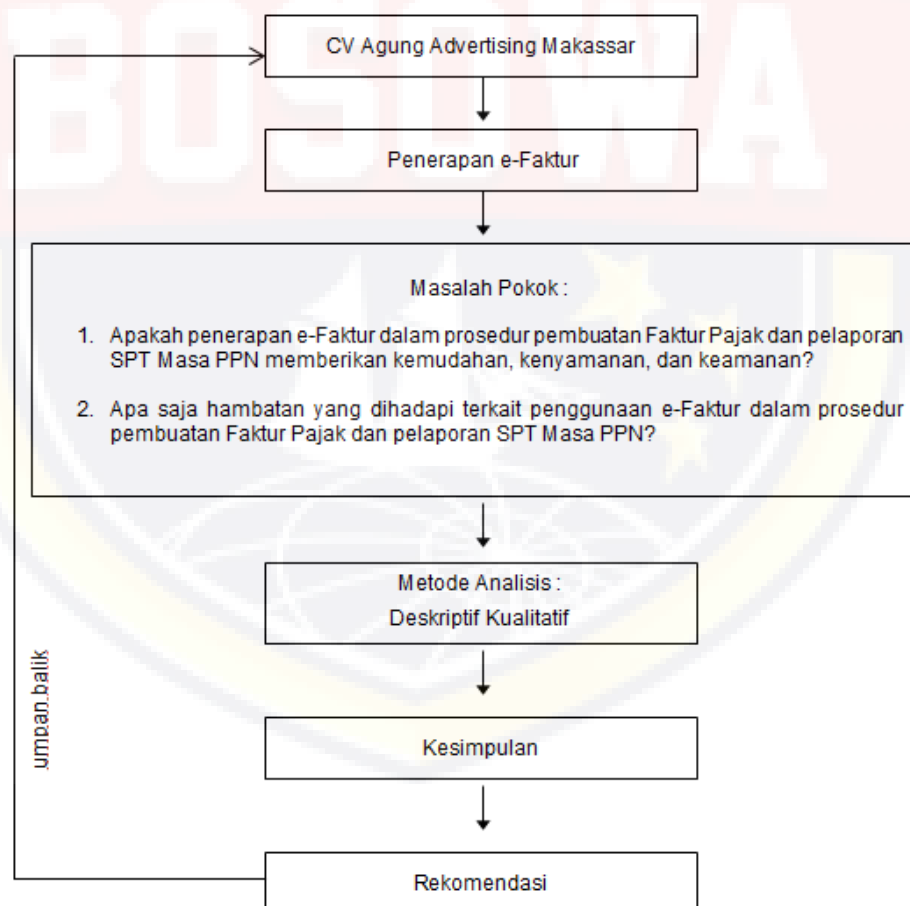 BOSOWA
CV Agung Advertising Makassar
Penerapan e-Faktur
Masalah Pokok :
1. Apakah penerapan e-Faktur dalam prosedur pembuatan Faktur Pajak dan pelaporan
SPT Masa PPN memberikan kemudahan, kenyamanan, dan keamanan?
2. Apa saja hambatan yang dihadapi terkait penggunaan e-Faktur dalam prosedur
pembuatan Faktur Pajak dan pelaporan SPT Masa PPN?
Metode Analisis :
Deskriptif Kualitatif
umpan balik
Kesimpulan
Rekomendasi